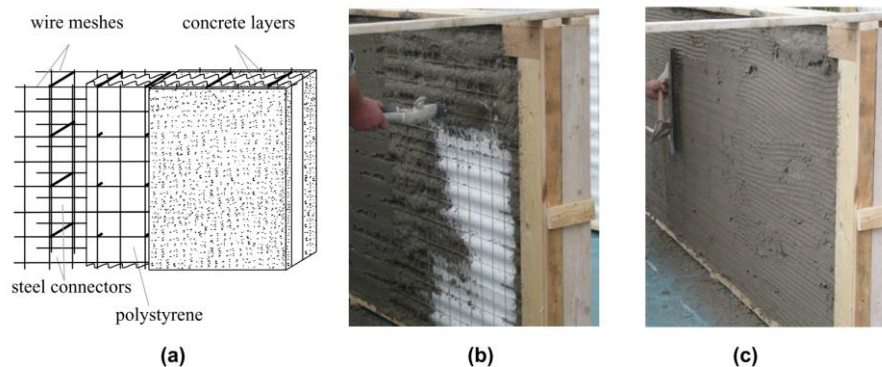 wire meshes
concrete layers
steel connectors
polystyrene
(a)
(b)
(c)